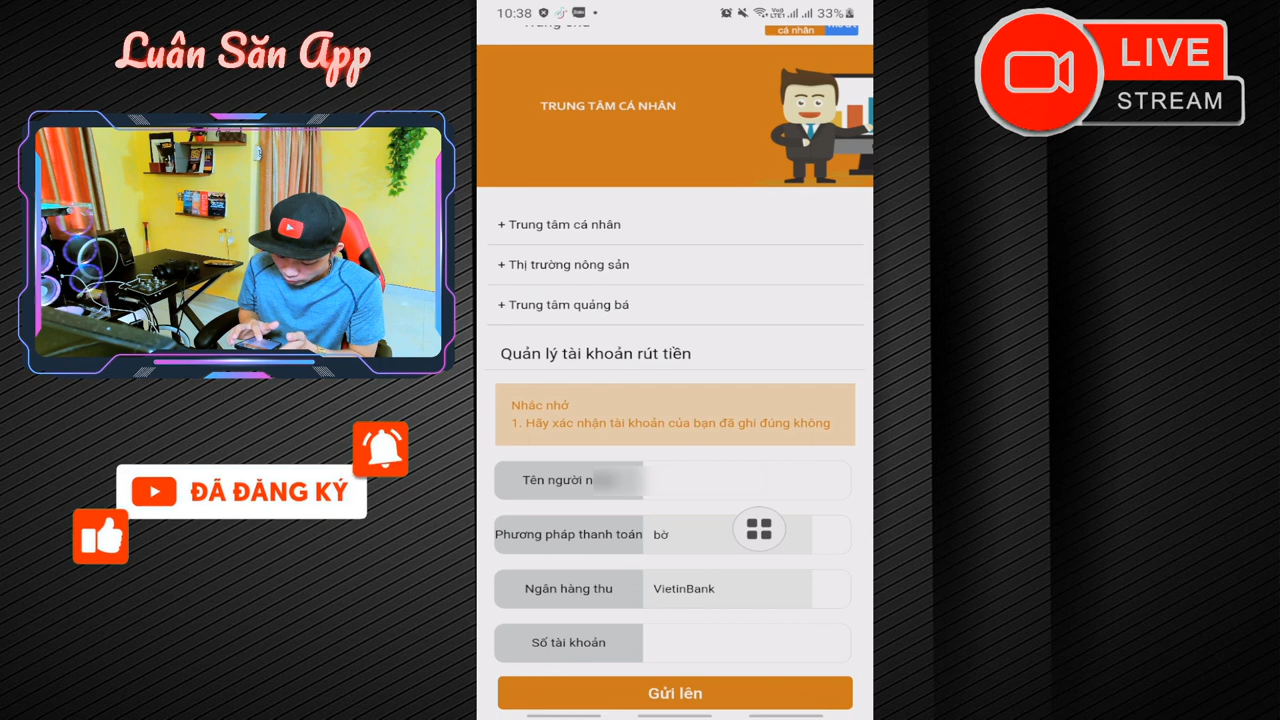 Luân Săn App
LIVE
STREAM
ĐÃ ĐĂNG KÝ
10:38
33%
cá nhân
TRUNG TÂM CÁ NHÂN
+ Trung tâm cá nhân
+ Thị trường nông sản
+ Trung tâm quảng bá
Quản lý tài khoản rút tiền
Nhắc nhở
1. Hãy xác nhận tài khoản của bạn đã ghi đúng không
Tên người
Phương pháp thanh toán bờ
Ngân hàng thu VietinBank
Số tài khoản
Gửi lên